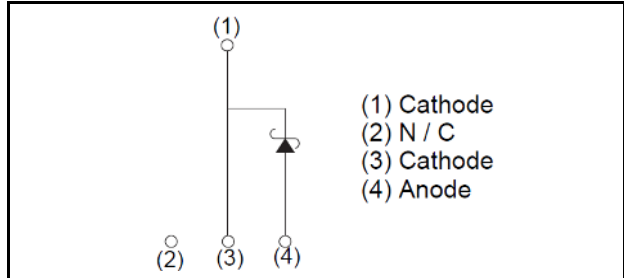 (1)
(1) Cathode
(2) N / C
(3) Cathode
(4) Anode
(2) (3) (4)